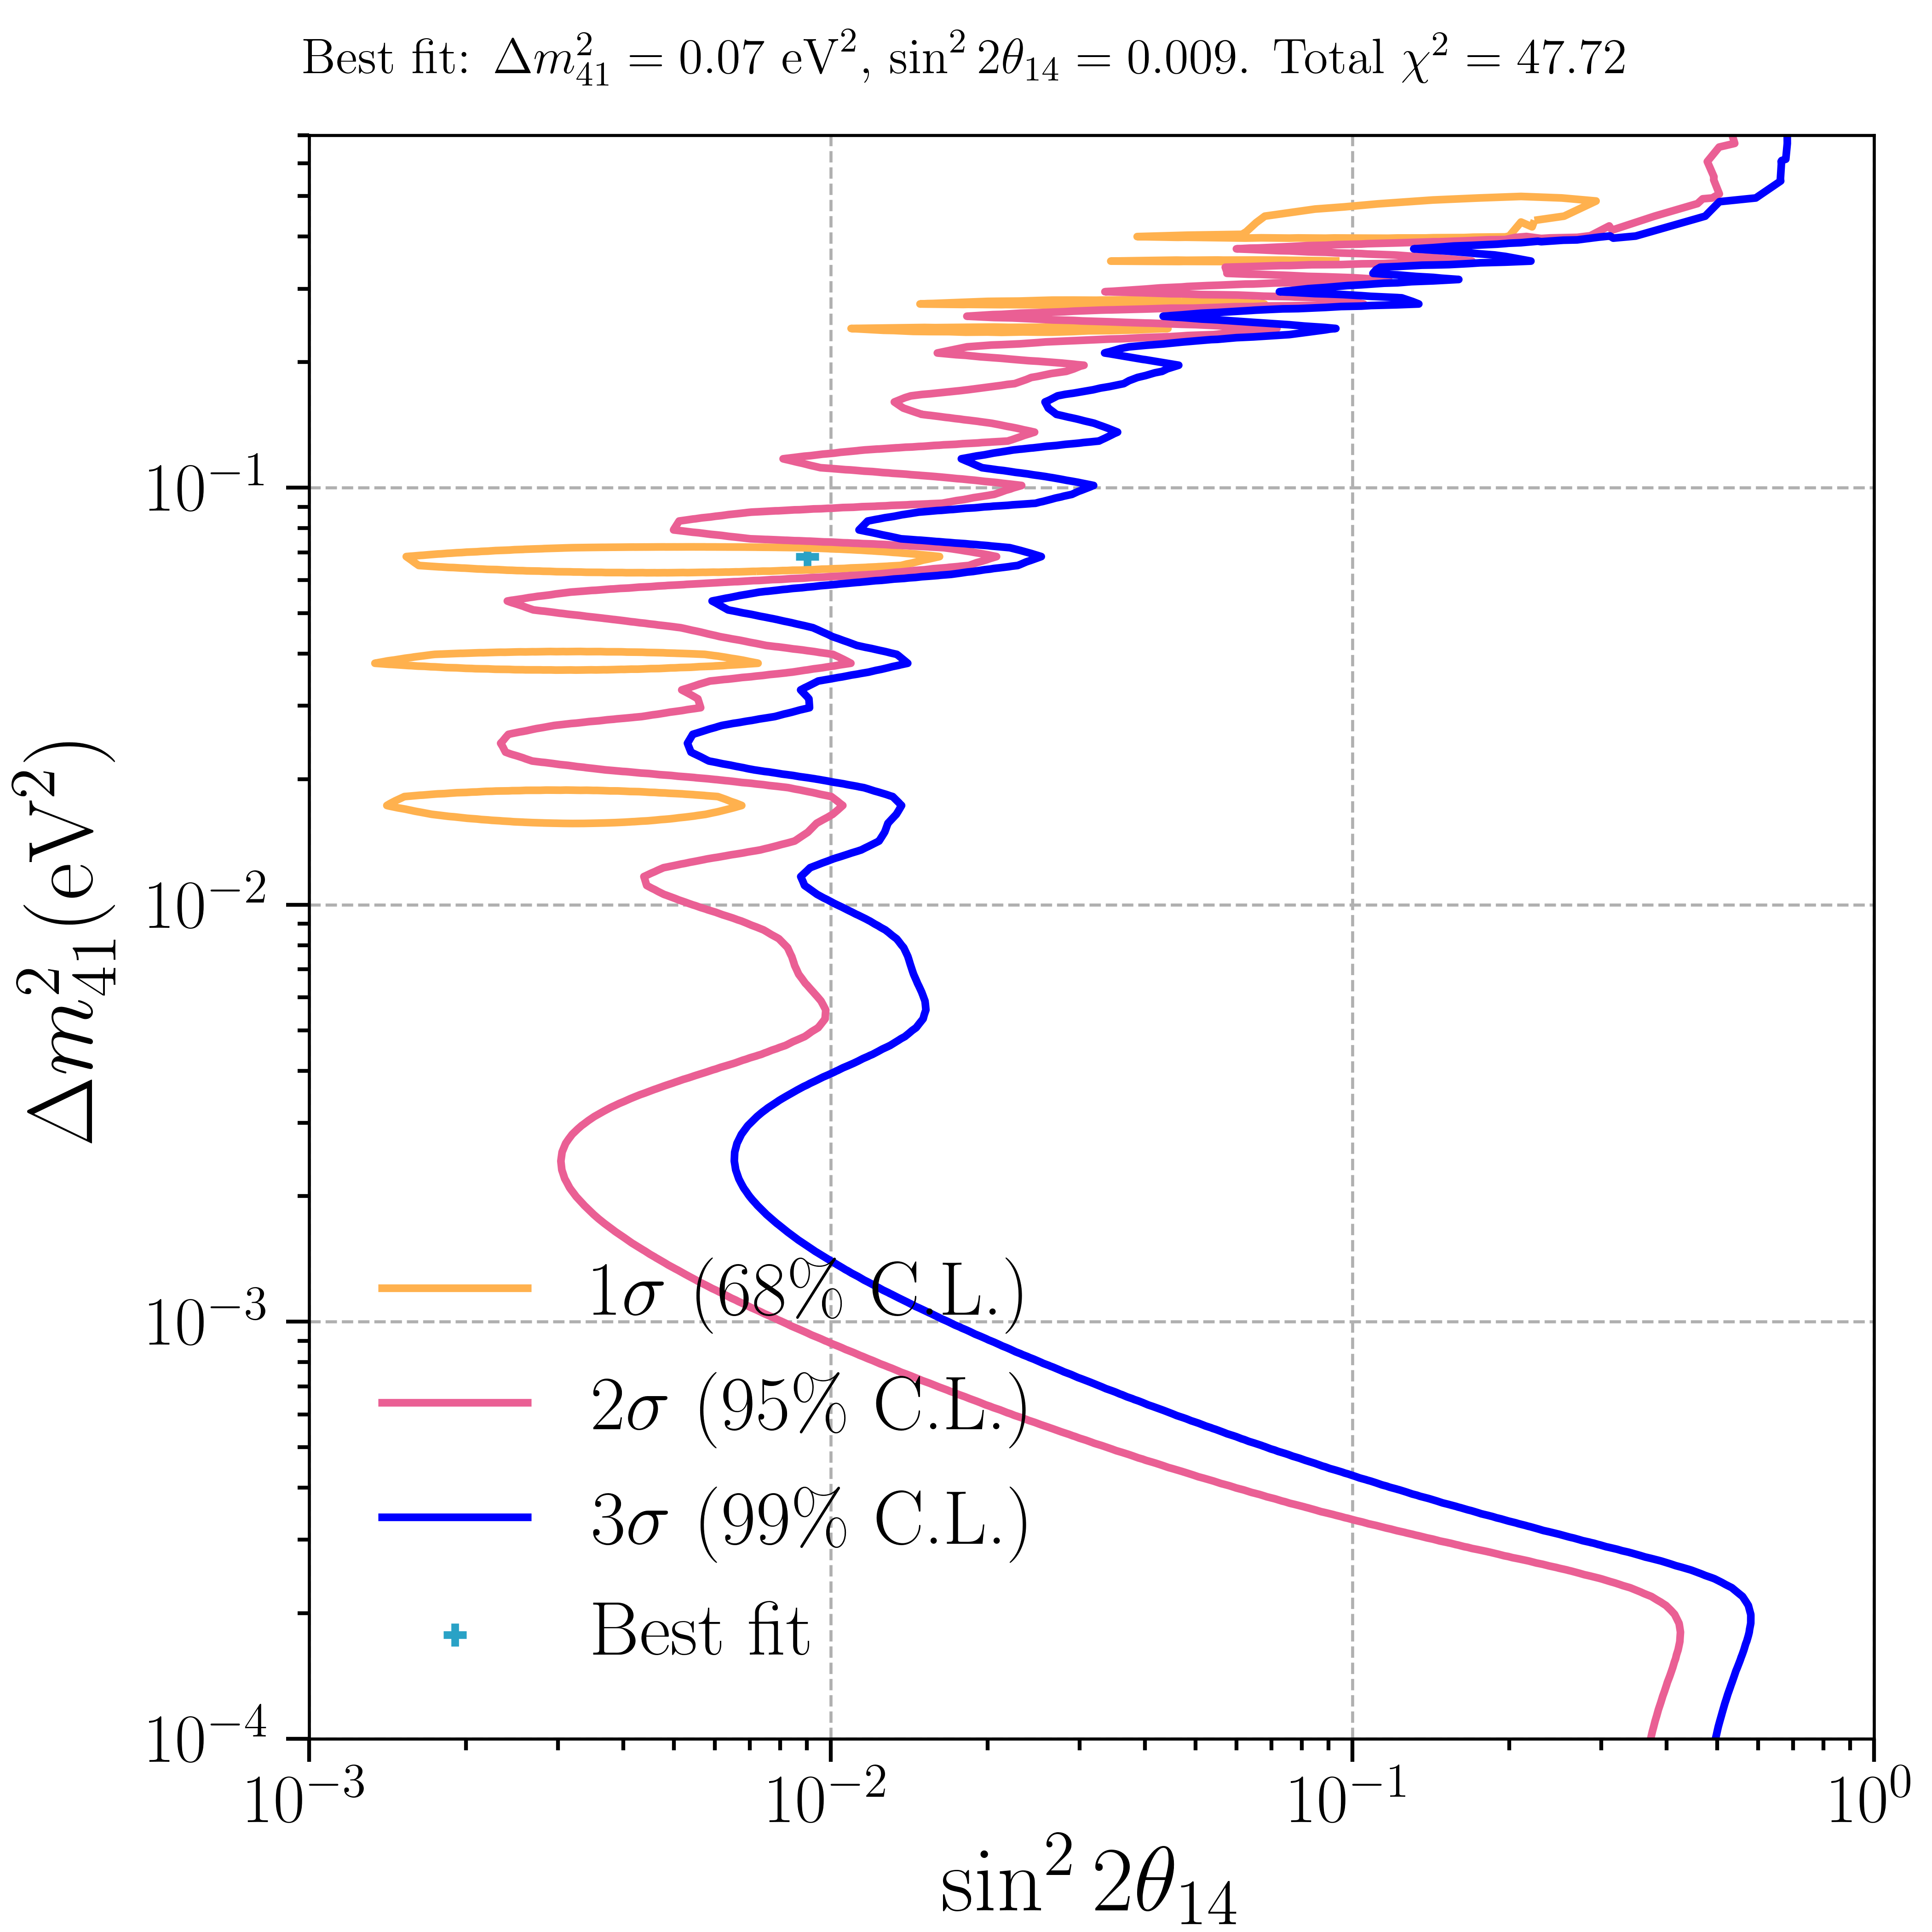 Best fit: Δm²₄₁ = 0.07 eV², sin² 2θ₁₄ = 0.009. Total χ² = 47.72
Δm²₄₁(eV²)
10⁻¹
10⁻²
10⁻³
10⁻⁴
1σ (68% C.L.)
2σ (95% C.L.)
3σ (99% C.L.)
Best fit
10⁻³ 10⁻² 10⁻¹ 10⁰
sin² 2θ₁₄